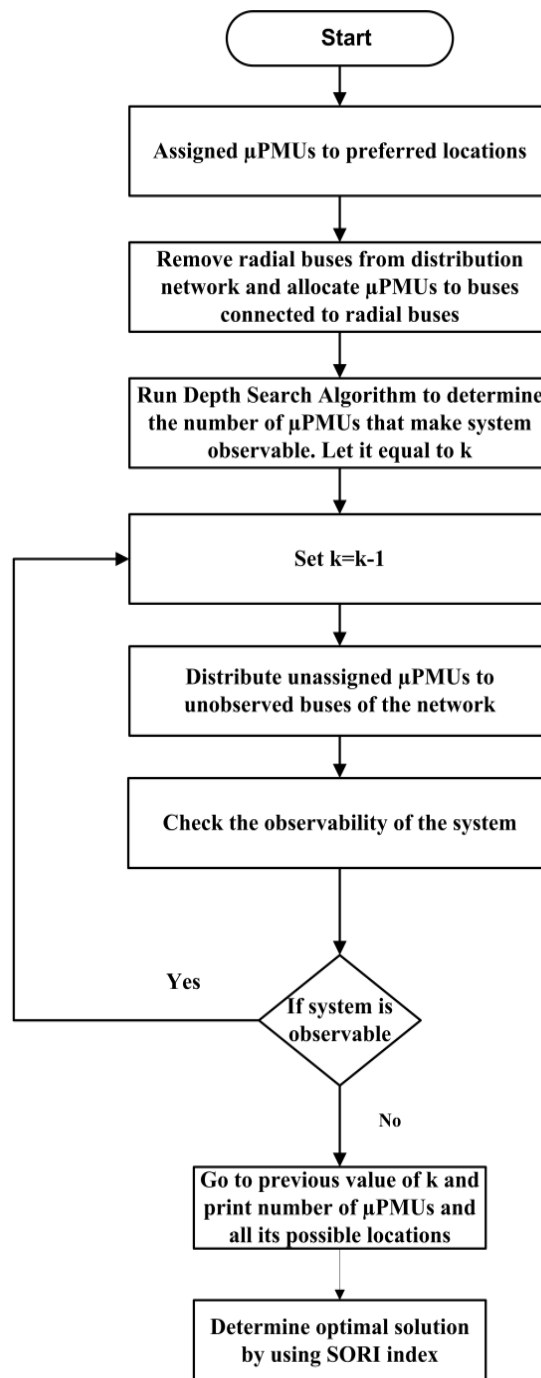 Start
Assigned µPMUs to preferred locations
Remove radial buses from distribution
network and allocate µPMUs to buses
connected to radial buses
Run Depth Search Algorithm to determine
the number of µPMUs that make system
observable. Let it equal to k
Set k=k-1
Distribute unassigned µPMUs to
unobserved buses of the network
Check the observability of the system
Yes
If system is
observable
No
Go to previous value of k and
print number of µPMUs and
all its possible locations
Determine optimal solution
by using SORI index